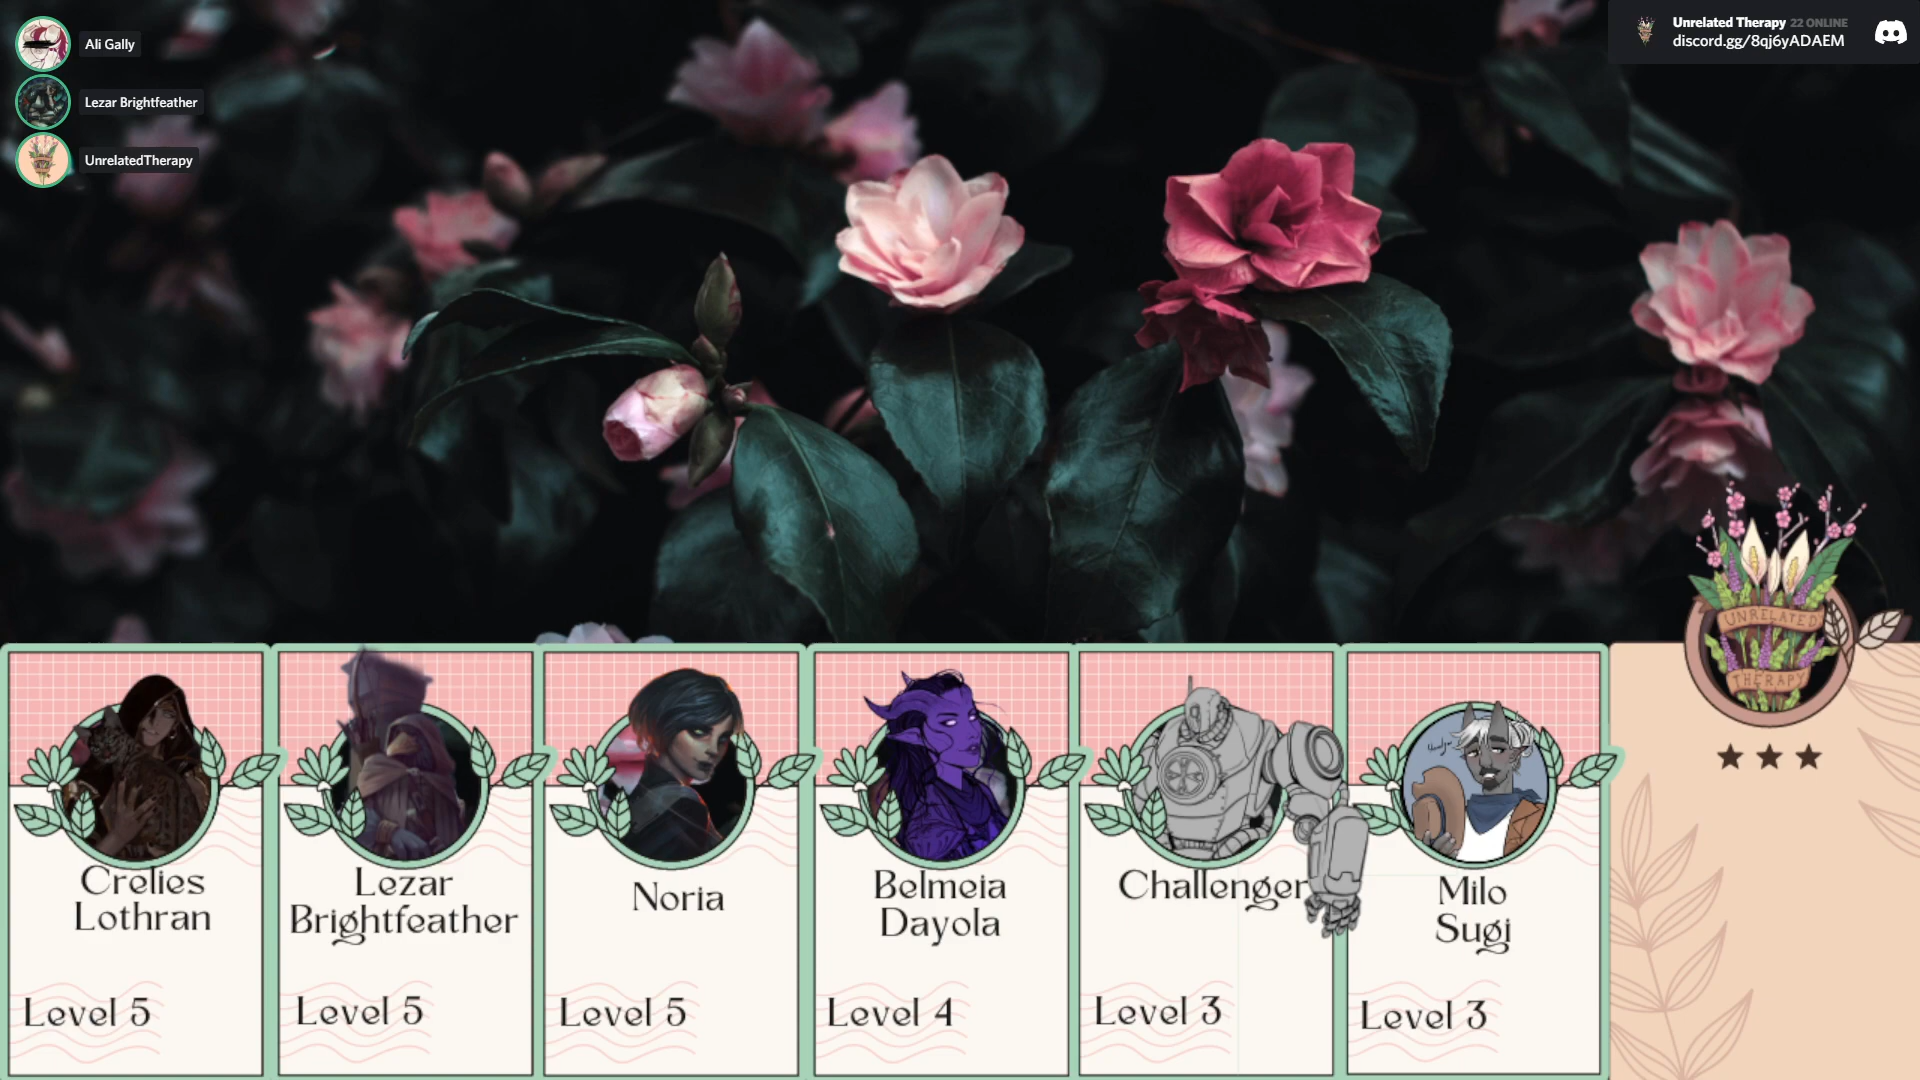 Ali Gally
Lezar Brightfeather
UnrelatedTherapy
Unrelated Therapy 22 ONLINE
discord.gg/8qj6yADAEM
UNRELATED
THERAPY
Crelies
Lothran
Level 5
Lezar
Brightfeather
Level 5
Noria
Level 5
Belmeia
Dayola
Level 4
Challenger
Level 3
Milo
Sugi
Level 3